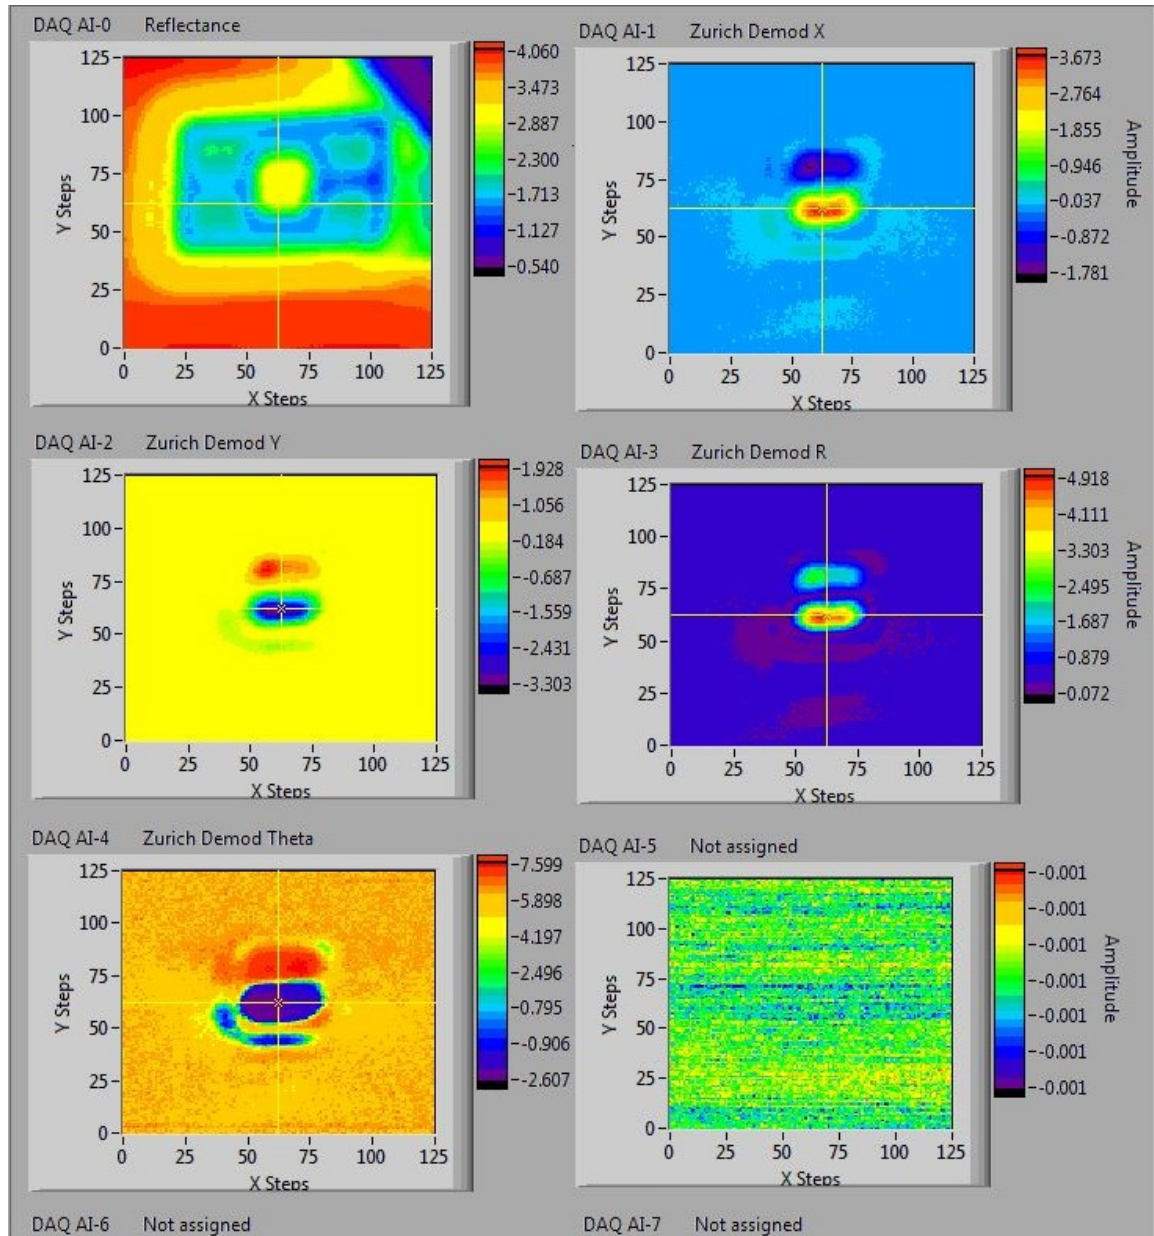 DAQ AI-0 Reflectance
125
100
75
50
25
0
Y Steps
0 25 50 75 100 125
X Steps
4.060
3.473
2.887
2.300
1.713
1.127
0.540
DAQ AI-1 Zurich Demod X
125
100
75
50
25
0
Y Steps
0 25 50 75 100 125
X Steps
3.673
2.764
1.855
0.946
0.037
-0.872
-1.781
Amplitude
DAQ AI-2 Zurich Demod Y
125
100
75
50
25
0
Y Steps
0 25 50 75 100 125
X Steps
1.928
1.056
0.184
-0.687
-1.559
-2.431
-3.303
DAQ AI-3 Zurich Demod R
125
100
75
50
25
0
Y Steps
0 25 50 75 100 125
X Steps
4.918
4.111
3.303
2.495
1.687
0.879
0.072
Amplitude
DAQ AI-4 Zurich Demod Theta
125
100
75
50
25
0
Y Steps
0 25 50 75 100 125
X Steps
7.599
5.898
4.197
2.496
0.795
-0.906
-2.607
DAQ AI-5 Not assigned
125
100
75
50
25
0
Y Steps
0 25 50 75 100 125
X Steps
-0.001
-0.001
-0.001
-0.001
-0.001
-0.001
-0.001
Amplitude
DAQ AI-6 Not assigned
DAQ AI-7 Not assigned